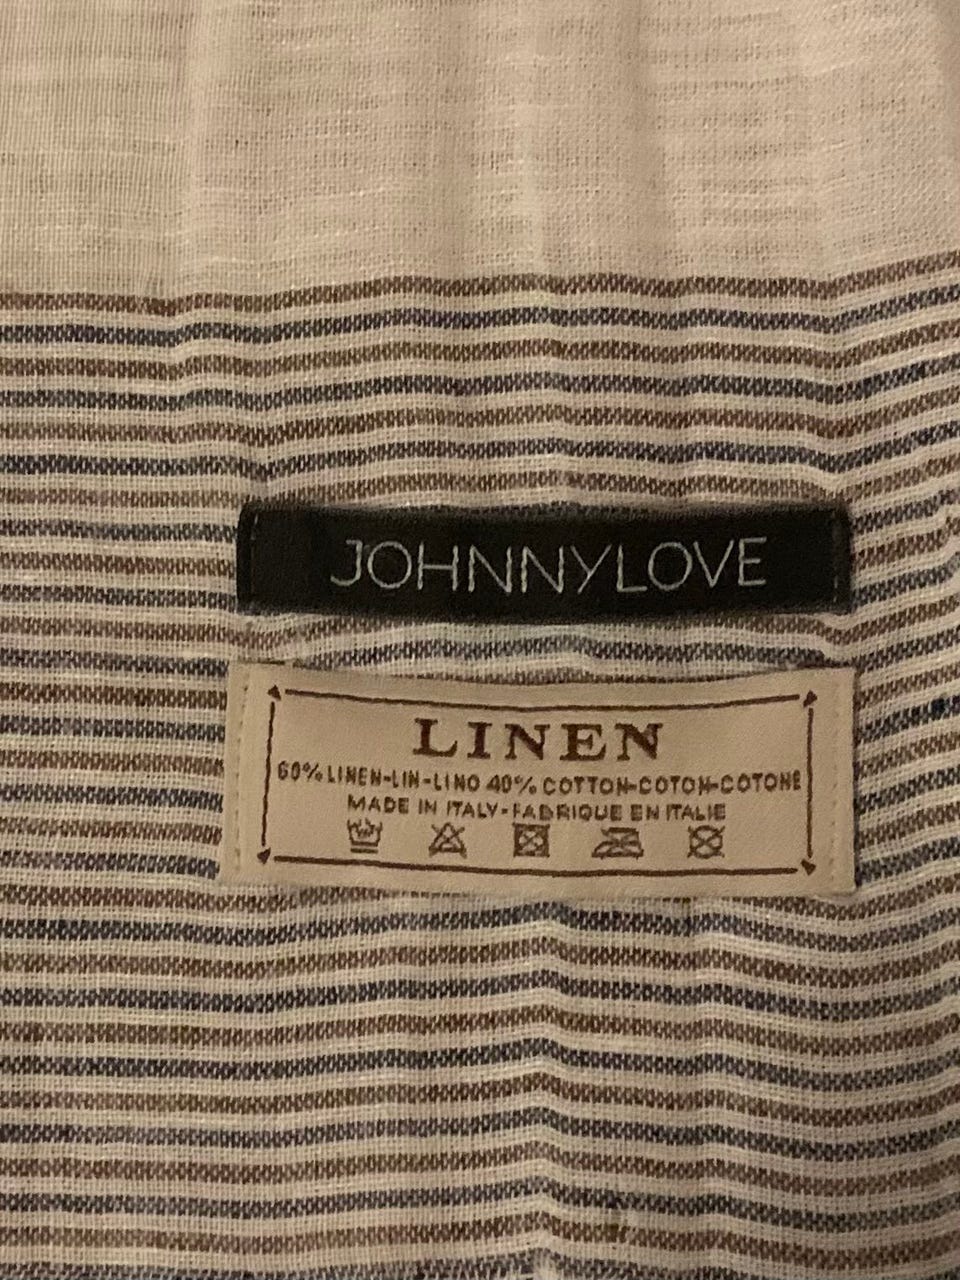 JOHNNYLOVE
LINEN
60% LINEN-LIN-LINO 40% COTTON-COTON-COTONE
MADE IN ITALY-FABRIQUE EN ITALIE